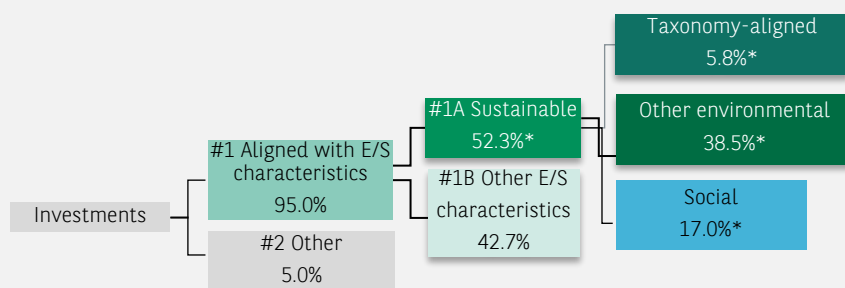 Investments
#1 Aligned with E/S
characteristics
95.0%
#2 Other
5.0%
#1A Sustainable
52.3%*
#1B Other E/S
characteristics
42.7%
Taxonomy-aligned
5.8%*
Other environmental
38.5%*
Social
17.0%*